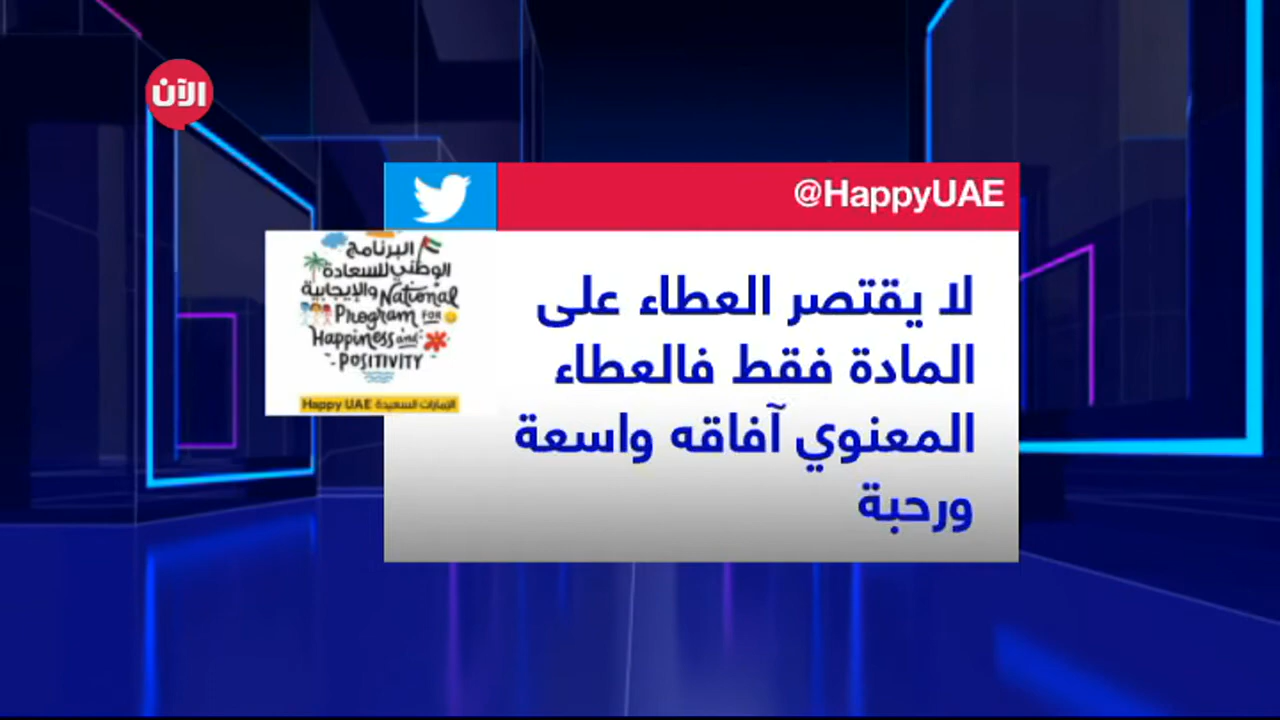 الآن
@HappyUAE
البرنامج
الوطني للسعادة
والإيجابية National
Program FOR
Happiness and
POSITIVITY
Happy UAE الإمارات السعيدة
لا يقتصر العطاء على
المادة فقط فالعطاء
المعنوي آفاقه واسعة
ورحبة